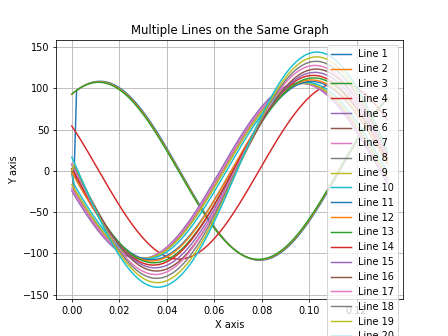 Multiple Lines on the Same Graph
150
100
50
0
−50
−100
−150
Y axis
0.00
0.02
0.04
0.06
0.08
0.10
X axis
Line 1
Line 2
Line 3
Line 4
Line 5
Line 6
Line 7
Line 8
Line 9
Line 10
Line 11
Line 12
Line 13
Line 14
Line 15
Line 16
Line 17
Line 18
Line 19
Line 20